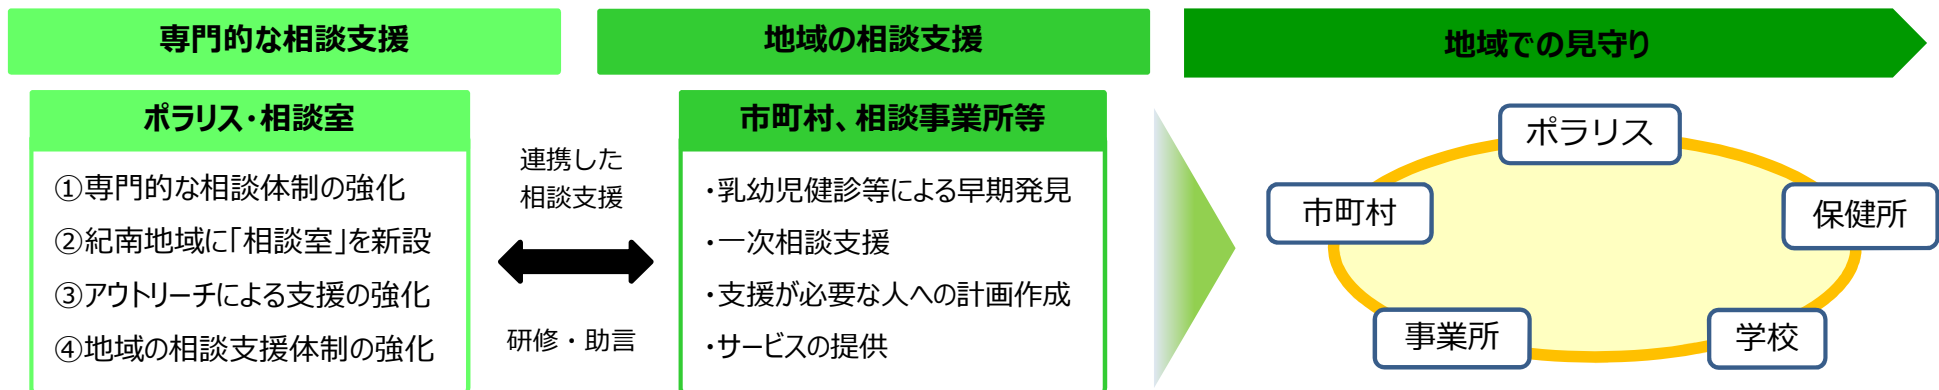 専門的な相談支援
地域の相談支援
地域での見守り
ポラリス・相談室
①専門的な相談体制の強化
②紀南地域に「相談室」を新設
③アウトリーチによる支援の強化
④地域の相談支援体制の強化
連携した
相談支援
研修・助言
市町村、相談事業所等
・乳幼児健診等による早期発見
・一次相談支援
・支援が必要な人への計画作成
・サービスの提供
ポラリス
市町村
保健所
事業所
学校